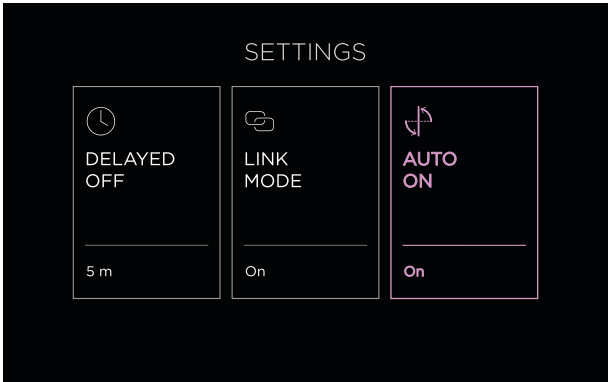 SETTINGS
DELAYED
OFF
5 m
LINK
MODE
On
AUTO
ON
On